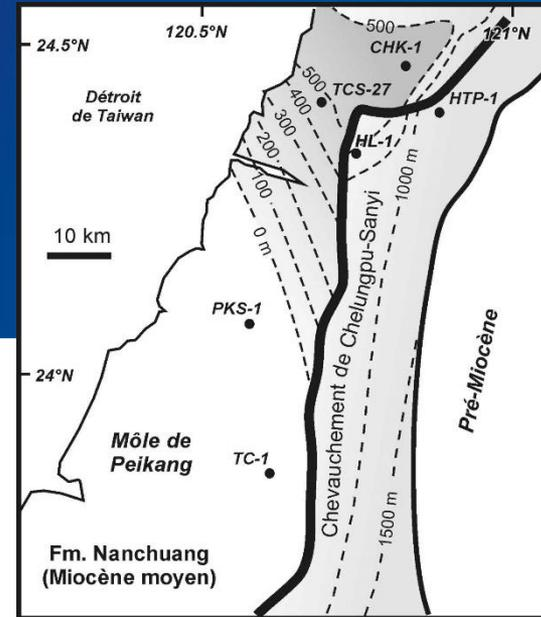 24.5°N
120.5°N
500
121°N
CHK-1
Détroit
de Taiwan
500
TCS-27
400
HTP-1
300
HL-1
200
1000 m
100
0 m
10 km
PKS-1
Chevauchement de Chelungpu-Sanyi
24°N
Pré-Miocène
Môle de
Peikang
TC-1
1500 m
Fm. Nanchuang
(Miocène moyen)